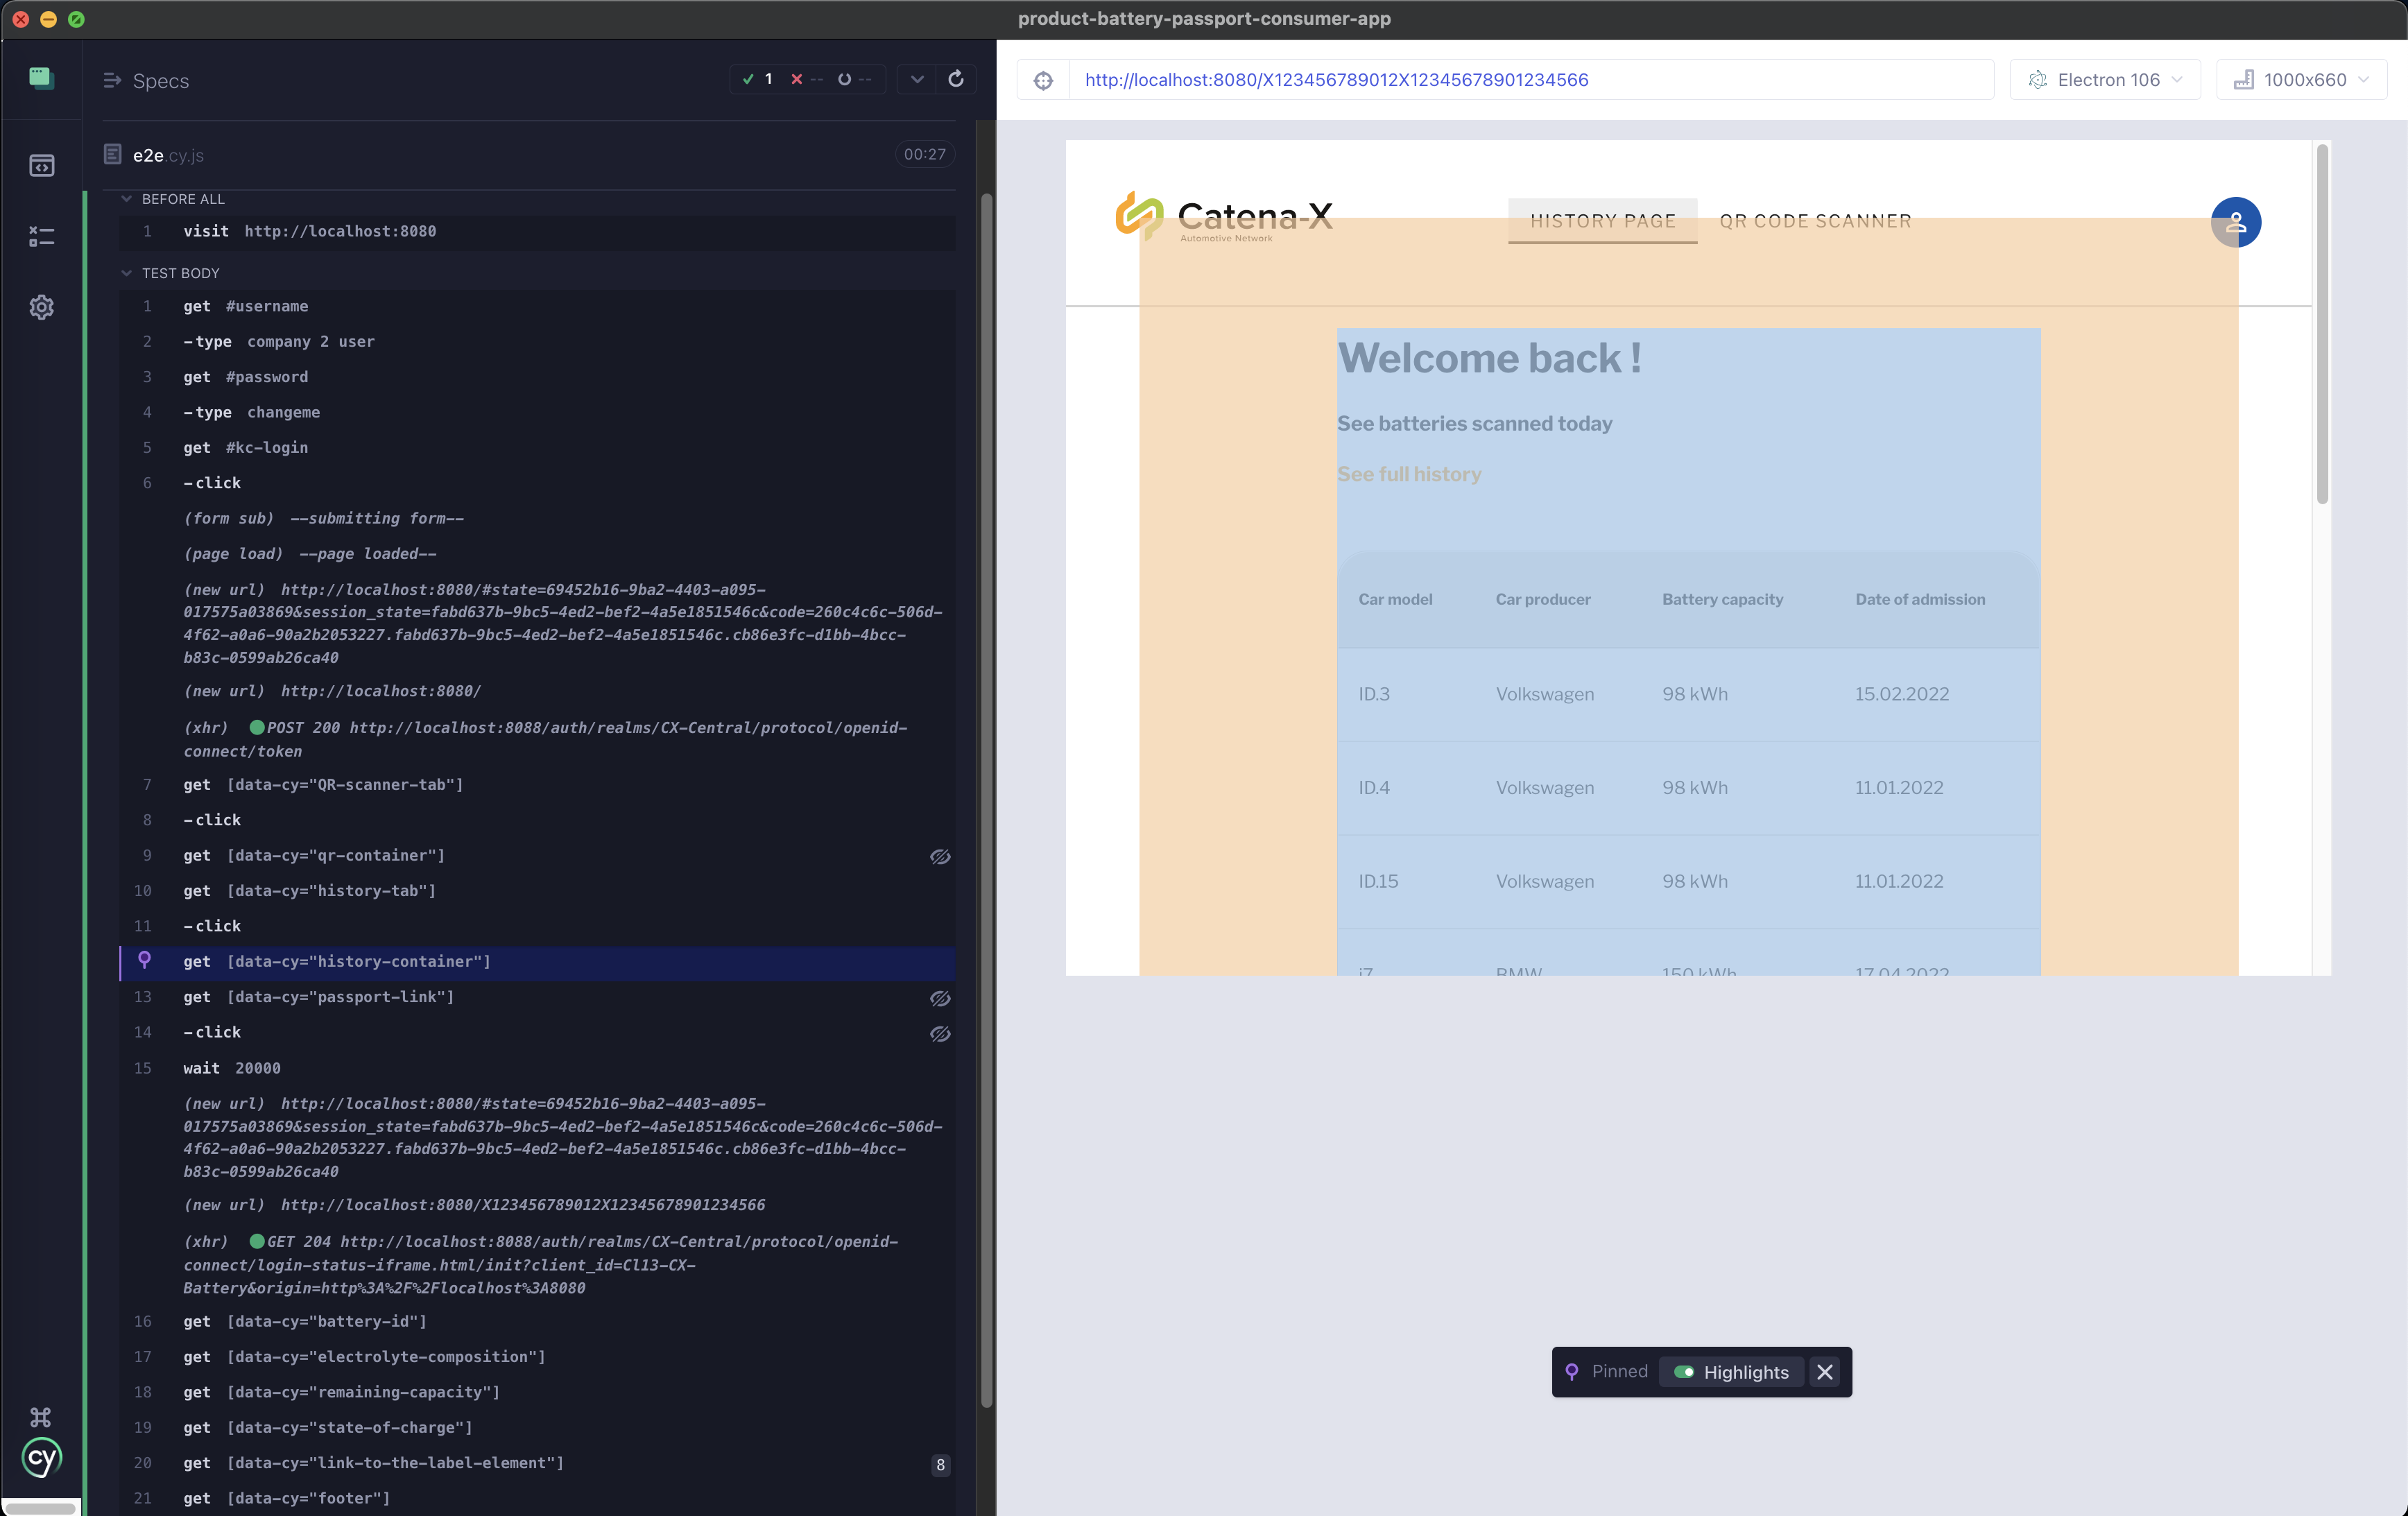 product-battery-passport-consumer-app
Specs
1 -- --
e2e.cy.js
00:27
BEFORE ALL
1 visit http://localhost:8080
TEST BODY
1 get #username
2 -type company 2 user
3 get #password
4 -type changeme
5 get #kc-login
6 -click
(form sub) --submitting form--
(page load) --page loaded--
(new url) http://localhost:8080/#state=69452b16-9ba2-4403-a095-
017575a03869&session_state=fabd637b-9bc5-4ed2-bef2-4a5e1851546c&code=260c4c6c-506d-
4f62-a0a6-90a2b2053227.fabd637b-9bc5-4ed2-bef2-4a5e1851546c.cb86e3fc-d1bb-4bcc-
b83c-0599ab26ca40
(new url) http://localhost:8080/
(xhr) POST 200 http://localhost:8088/auth/realms/CX-Central/protocol/openid-
connect/token
7 get [data-cy="QR-scanner-tab"]
8 -click
9 get [data-cy="qr-container"]
10 get [data-cy="history-tab"]
11 -click
get [data-cy="history-container"]
13 get [data-cy="passport-link"]
14 -click
15 wait 20000
(new url) http://localhost:8080/#state=69452b16-9ba2-4403-a095-
017575a03869&session_state=fabd637b-9bc5-4ed2-bef2-4a5e1851546c&code=260c4c6c-506d-
4f62-a0a6-90a2b2053227.fabd637b-9bc5-4ed2-bef2-4a5e1851546c.cb86e3fc-d1bb-4bcc-
b83c-0599ab26ca40
(new url) http://localhost:8080/X123456789012X12345678901234566
(xhr) GET 204 http://localhost:8088/auth/realms/CX-Central/protocol/openid-
connect/login-status-iframe.html/init?client_id=Cl13-CX-
Battery&origin=http%3A%2F%2Flocalhost%3A8080
16 get [data-cy="battery-id"]
17 get [data-cy="electrolyte-composition"]
18 get [data-cy="remaining-capacity"]
19 get [data-cy="state-of-charge"]
20 get [data-cy="link-to-the-label-element"] 8
21 get [data-cy="footer"]
cy
http://localhost:8080/X123456789012X12345678901234566
Electron 106
1000x660
Catena-X
Automotive Network
HISTORY PAGE
QR CODE SCANNER
Welcome back !
See batteries scanned today
See full history
Car model Car producer Battery capacity Date of admission
ID.3 Volkswagen 98 kWh 15.02.2022
ID.4 Volkswagen 98 kWh 11.01.2022
ID.15 Volkswagen 98 kWh 11.01.2022
i7 BMW 150 kWh 17.04.2022
Pinned
Highlights